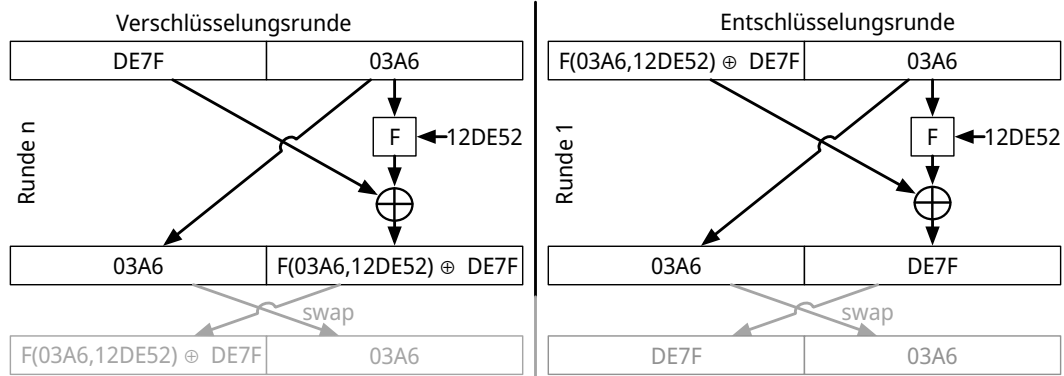 Verschlüsselungsrunde
DE7F 03A6
Runde n
F 12DE52
03A6 F(03A6,12DE52) ⊕ DE7F
swap
F(03A6,12DE52) ⊕ DE7F 03A6
Entschlüsselungsrunde
F(03A6,12DE52) ⊕ DE7F 03A6
Runde 1
F 12DE52
03A6 DE7F
swap
DE7F 03A6